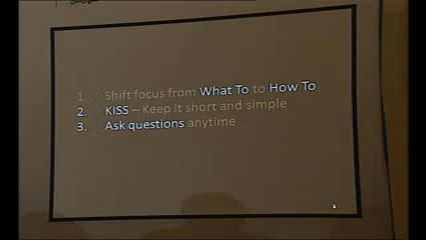 1. Shift focus from What To to How To
2. KISS – Keep it short and simple
3. Ask questions anytime